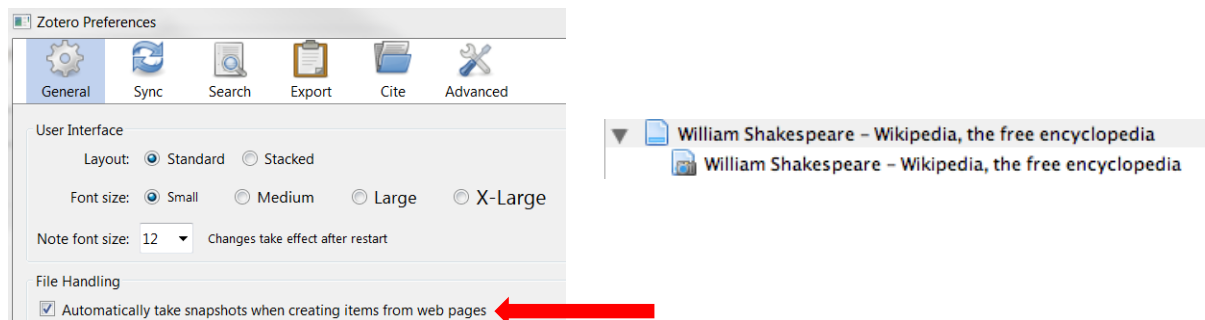 Zotero Preferences
General Sync Search Export Cite Advanced
User Interface
Layout: Standard Stacked
Font size: Small Medium Large X-Large
Note font size: 12 Changes take effect after restart
File Handling
Automatically take snapshots when creating items from web pages
William Shakespeare – Wikipedia, the free encyclopedia
William Shakespeare – Wikipedia, the free encyclopedia